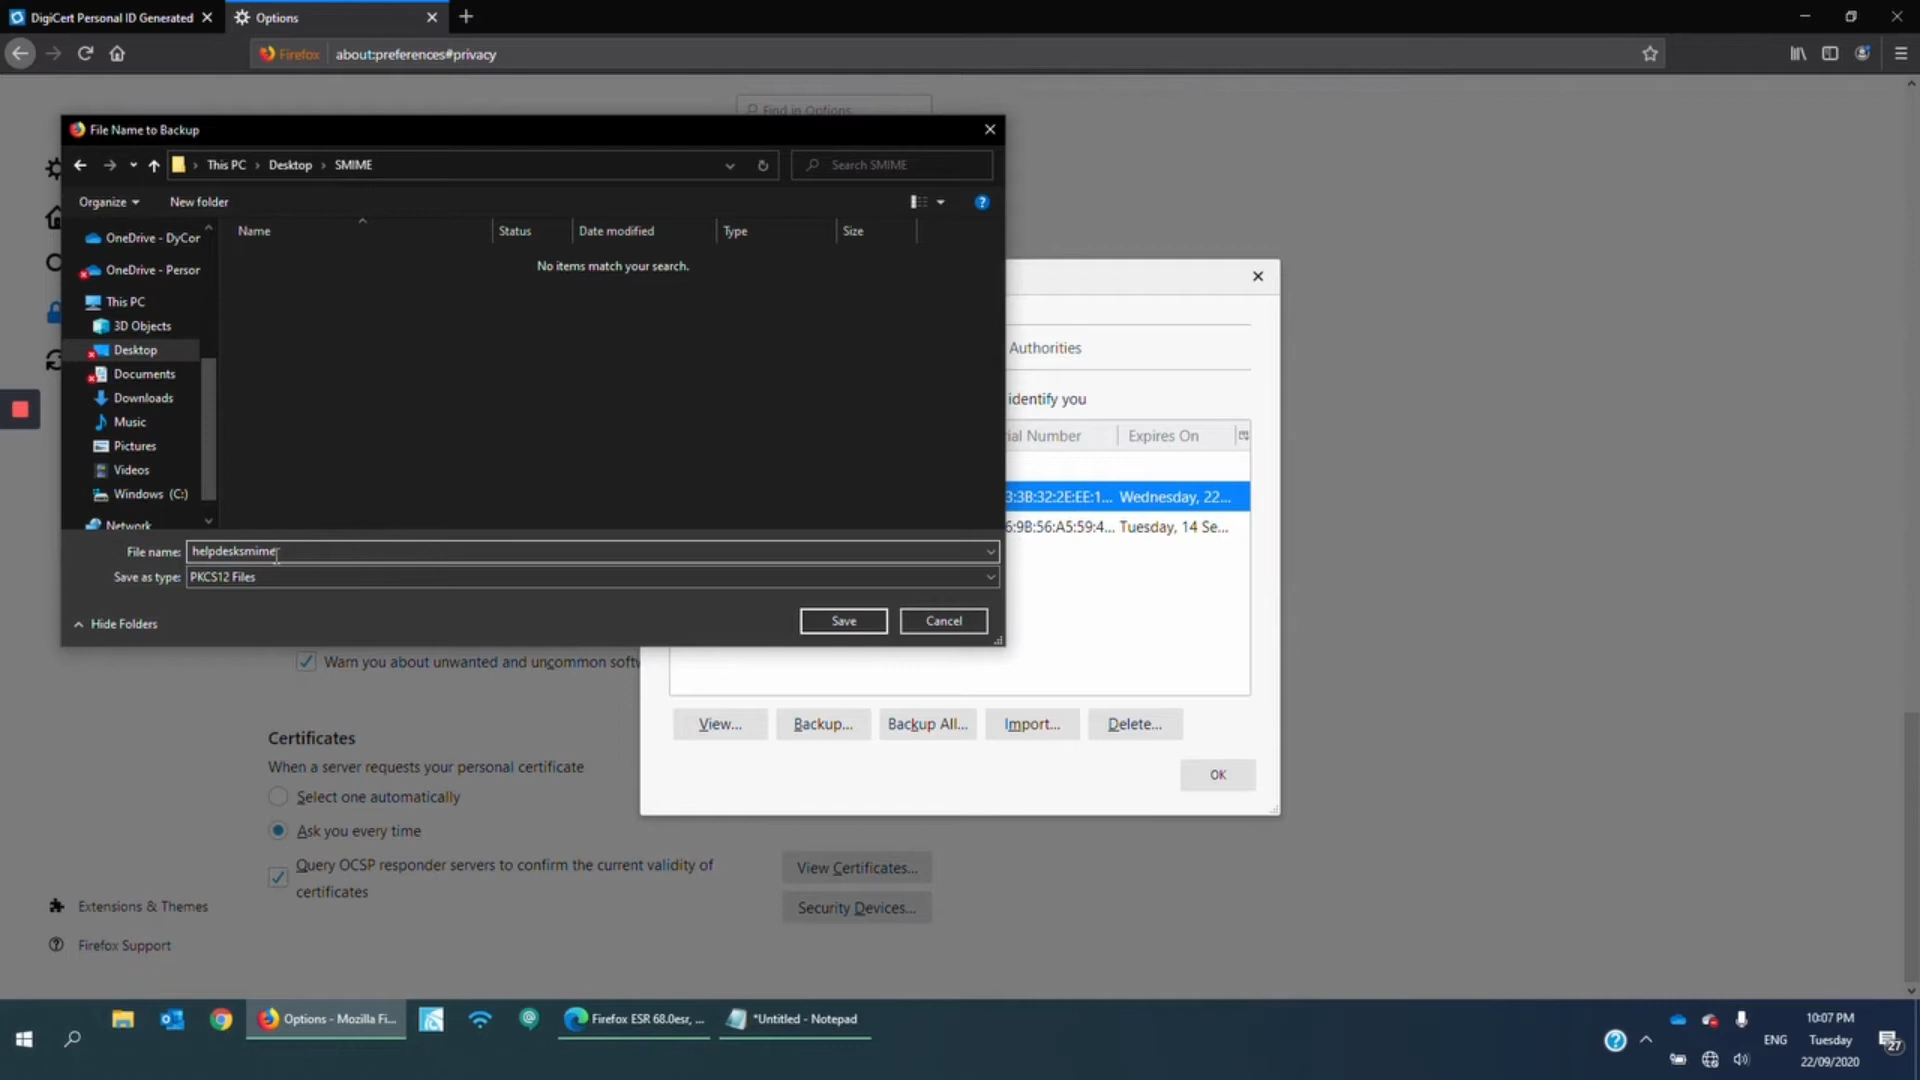 DigiCert Personal ID Generated
Options
Firefox
about:preferences#privacy
Find in Options
File Name to Backup
This PC
Desktop
SMIME
Search SMIME
Organize
New folder
Name
Status
Date modified
Type
Size
No items match your search.
OneDrive - DyCor
OneDrive - Person
This PC
3D Objects
Desktop
Documents
Downloads
Music
Pictures
Videos
Windows (C:)
Network
File name: helpdesksmime
Save as type: PKCS12 Files
Hide Folders
Save
Cancel
Authorities
identify you
ial Number
Expires On
3:3B:32:2E:EE:1... Wednesday, 22...
6:9B:56:A5:59:4... Tuesday, 14 Se...
Warn you about unwanted and uncommon softw
View...
Backup...
Backup All...
Import...
Delete...
OK
Certificates
When a server requests your personal certificate
Select one automatically
Ask you every time
Query OCSP responder servers to confirm the current validity of
certificates
View Certificates...
Security Devices...
Extensions & Themes
Firefox Support
Options - Mozilla Fi...
Firefox ESR 68.0esr, ...
*Untitled - Notepad
ENG
10:07 PM
Tuesday
22/09/2020
27